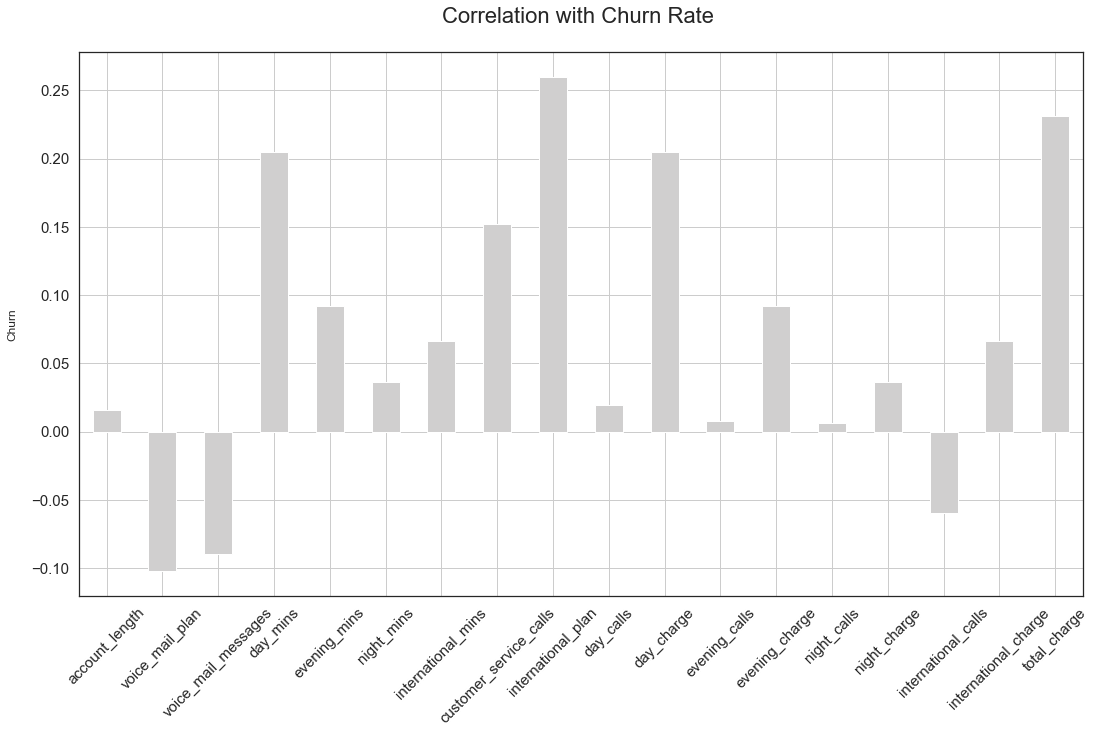 Correlation with Churn Rate
0.25
0.20
0.15
0.10
0.05
0.00
−0.05
−0.10
Churn
account_length
voice_mail_plan
voice_mail_messages
day_mins
evening_mins
night_mins
international_mins
customer_service_calls
international_plan
day_calls
day_charge
evening_calls
evening_charge
night_calls
night_charge
international_calls
international_charge
total_charge